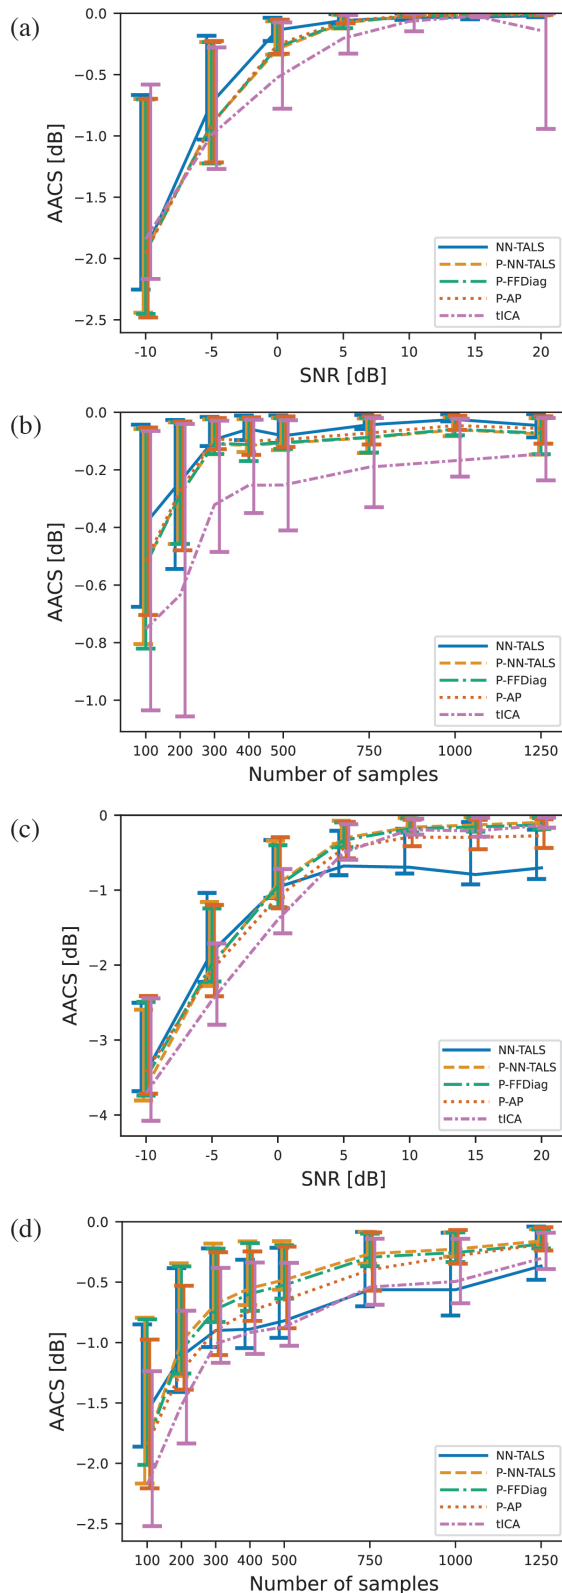 (a)
0.0
−0.5
−1.0
−1.5
−2.0
−2.5
AACS [dB]
NN-TALS
P-NN-TALS
P-FFDiag
P-AP
tICA
-10 -5 0 5 10 15 20
SNR [dB]
(b)
0.0
−0.2
−0.4
−0.6
−0.8
−1.0
AACS [dB]
NN-TALS
P-NN-TALS
P-FFDiag
P-AP
tICA
100 200 300 400 500 750 1000 1250
Number of samples
(c)
0
−1
−2
−3
−4
AACS [dB]
NN-TALS
P-NN-TALS
P-FFDiag
P-AP
tICA
-10 -5 0 5 10 15 20
SNR [dB]
(d)
0.0
−0.5
−1.0
−1.5
−2.0
−2.5
AACS [dB]
NN-TALS
P-NN-TALS
P-FFDiag
P-AP
tICA
100 200 300 400 500 750 1000 1250
Number of samples